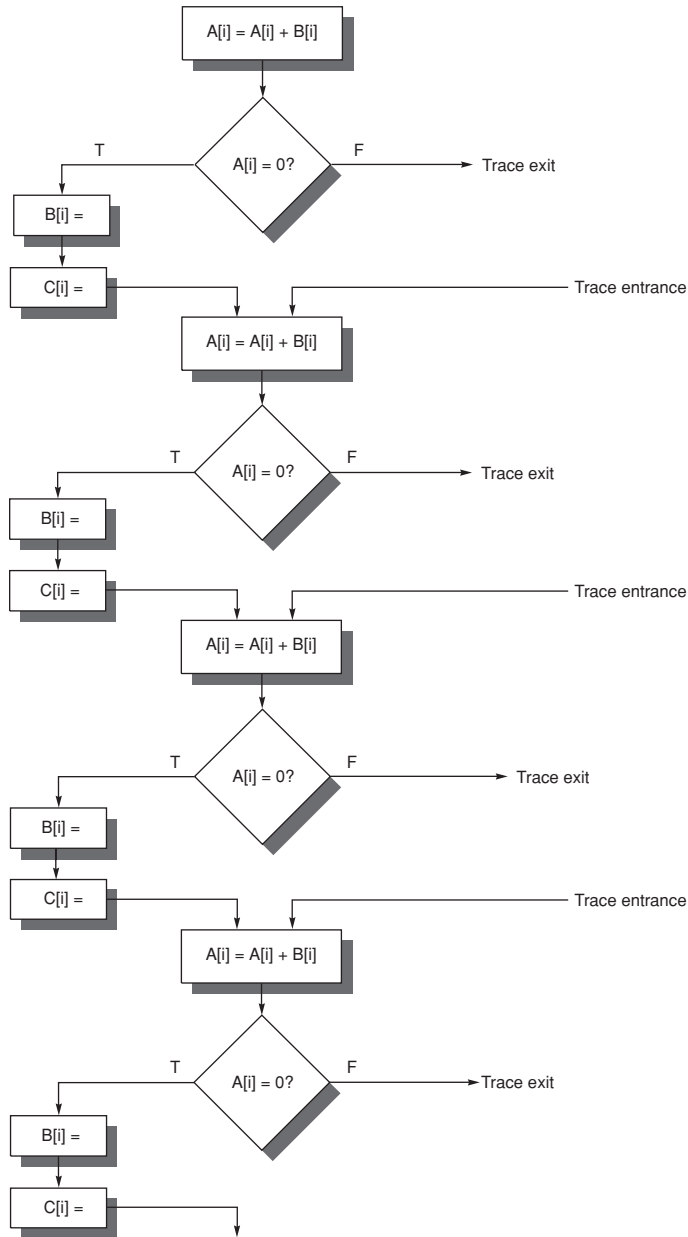 A[i] = A[i] + B[i]
T
A[i] = 0?
F
Trace exit
B[i] =
C[i] =
Trace entrance
A[i] = A[i] + B[i]
T
A[i] = 0?
F
Trace exit
B[i] =
C[i] =
Trace entrance
A[i] = A[i] + B[i]
T
A[i] = 0?
F
Trace exit
B[i] =
C[i] =
Trace entrance
A[i] = A[i] + B[i]
T
A[i] = 0?
F
Trace exit
B[i] =
C[i] =